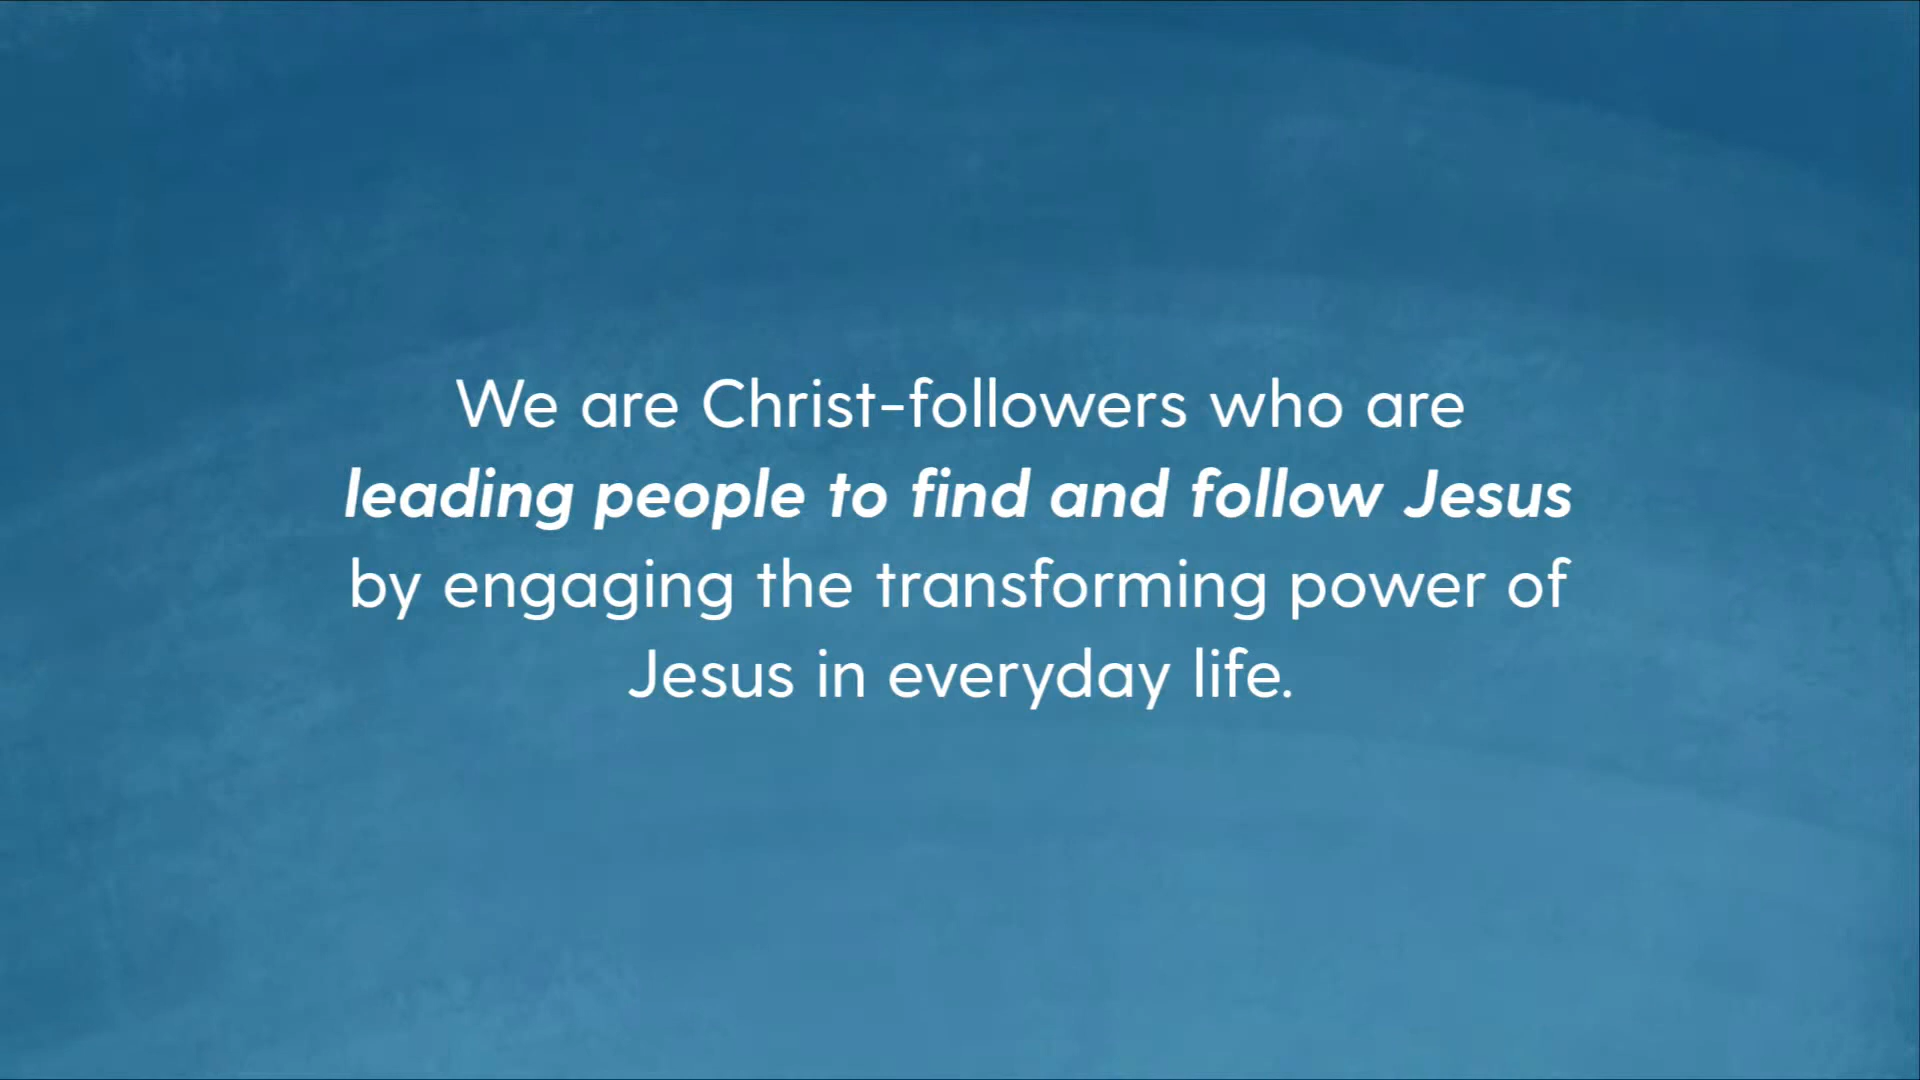 We are Christ-followers who are
leading people to find and follow Jesus
by engaging the transforming power of
Jesus in everyday life.